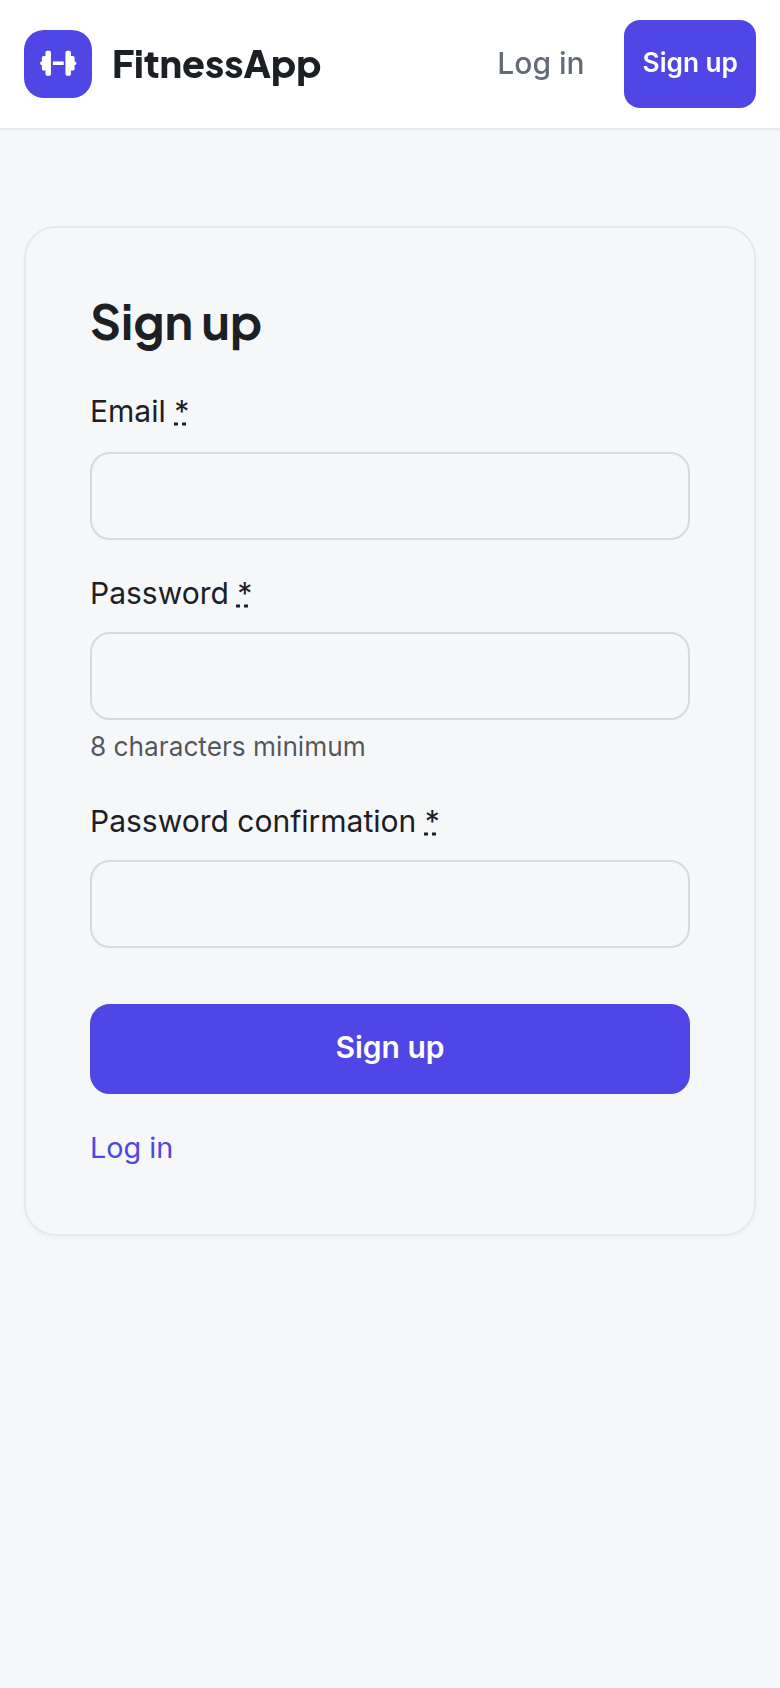 FitnessApp
Log in
Sign up
Sign up
Email *
Password *
8 characters minimum
Password confirmation *
Sign up
Log in